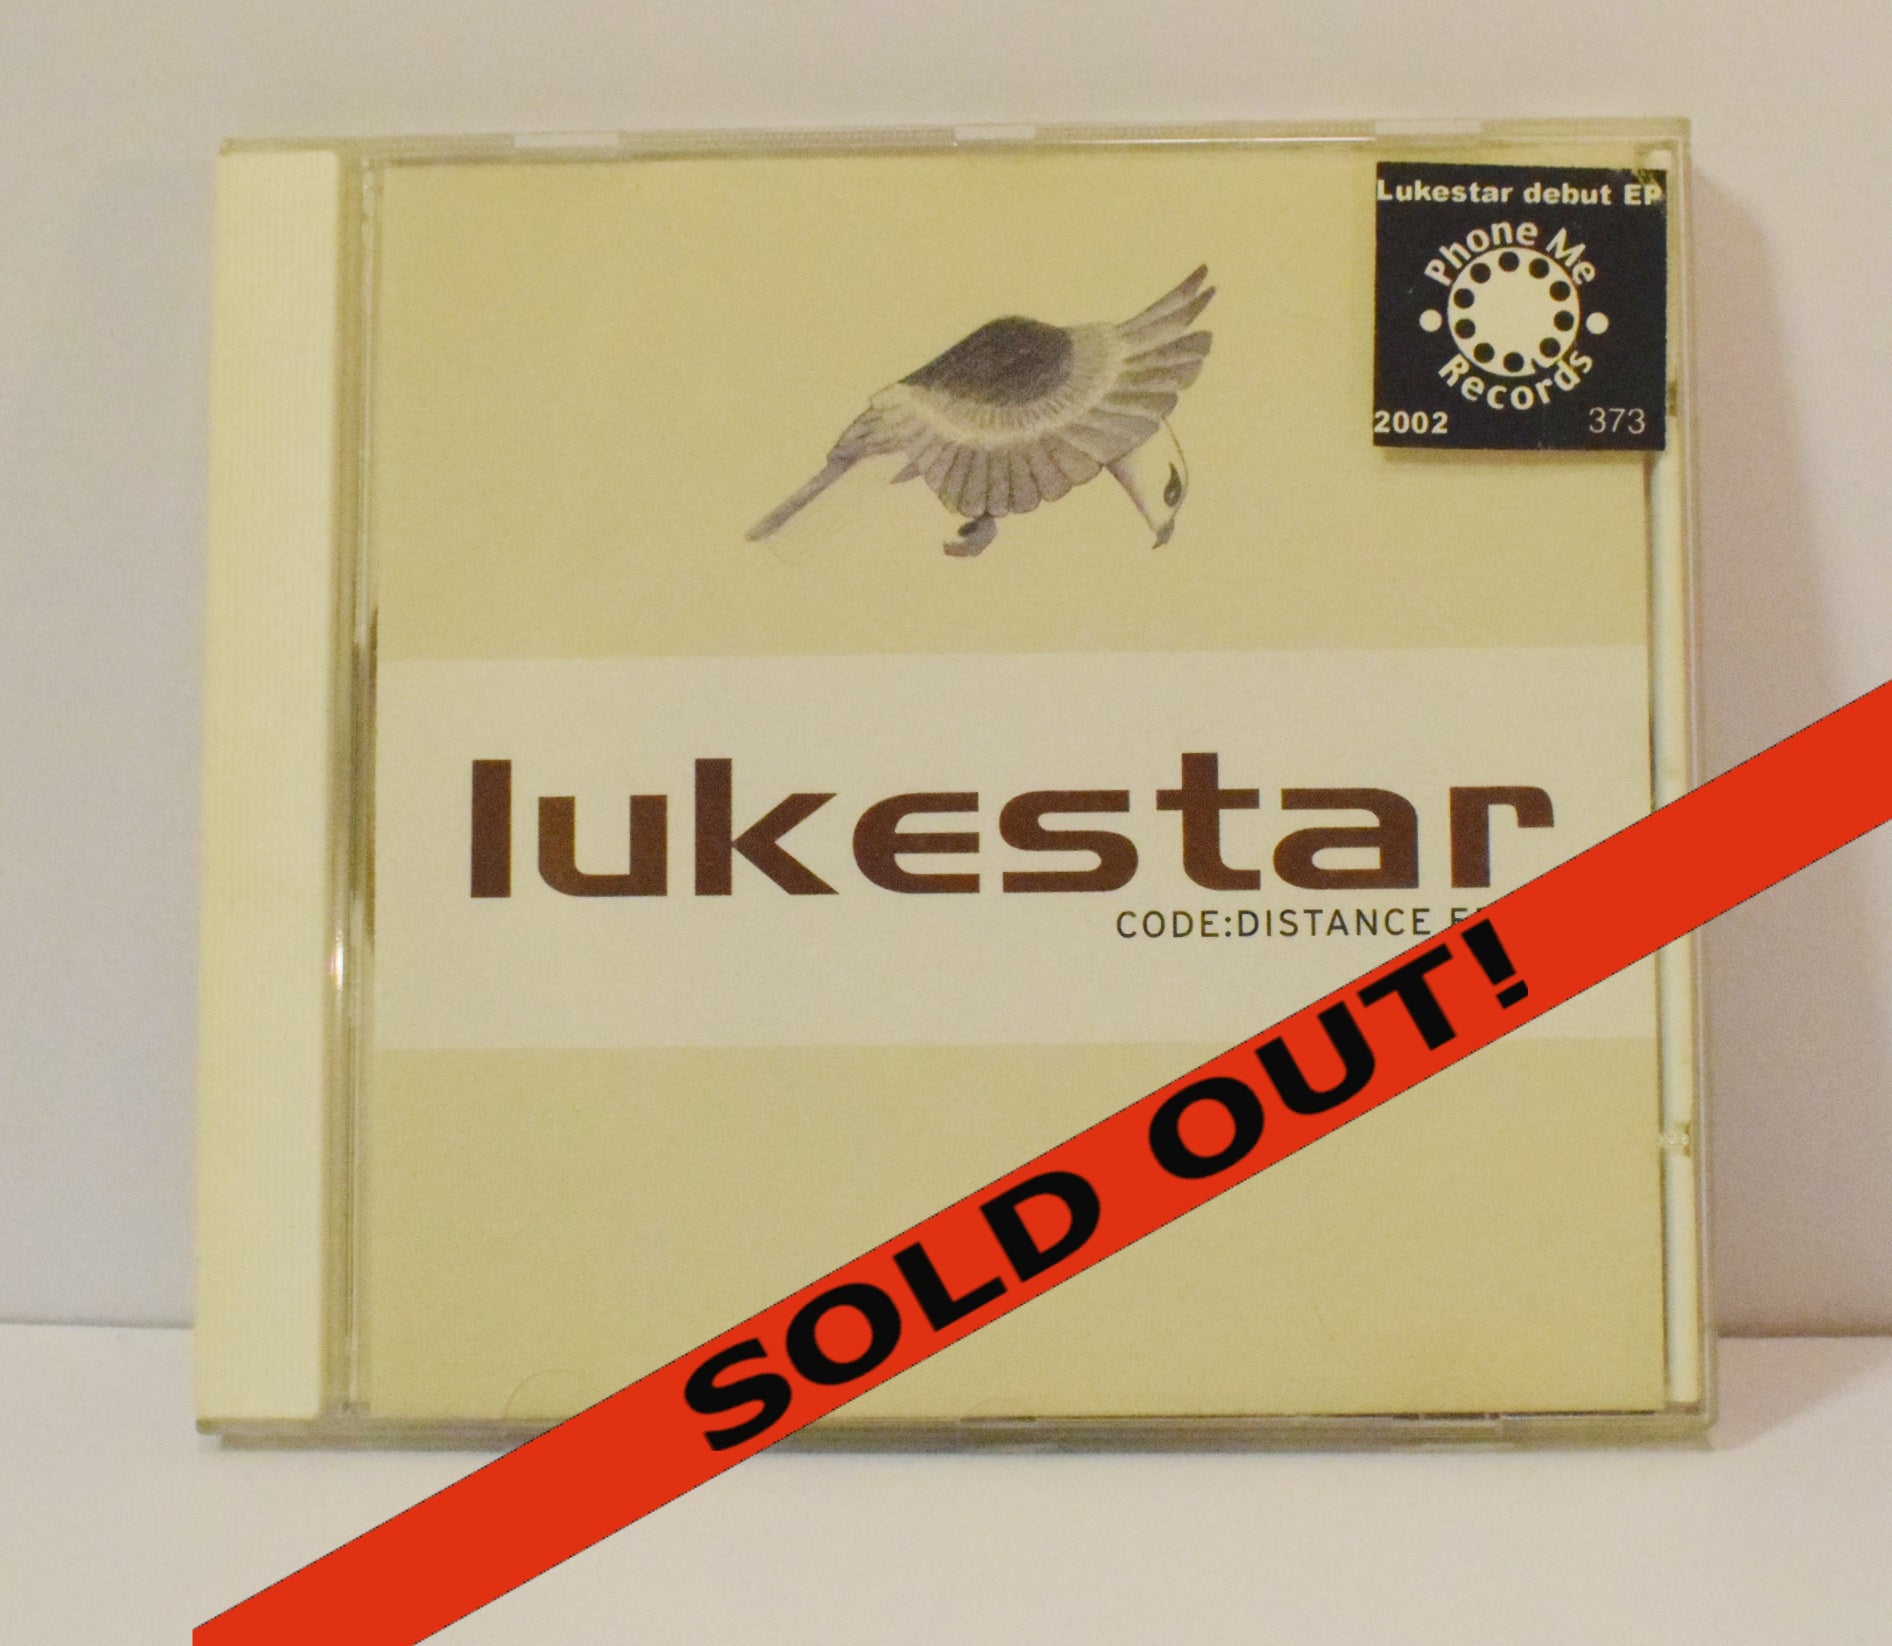 Lukestar debut EP
Phone Me
Records
2002 373
lukestar
CODE:DISTANCE
SOLD OUT!